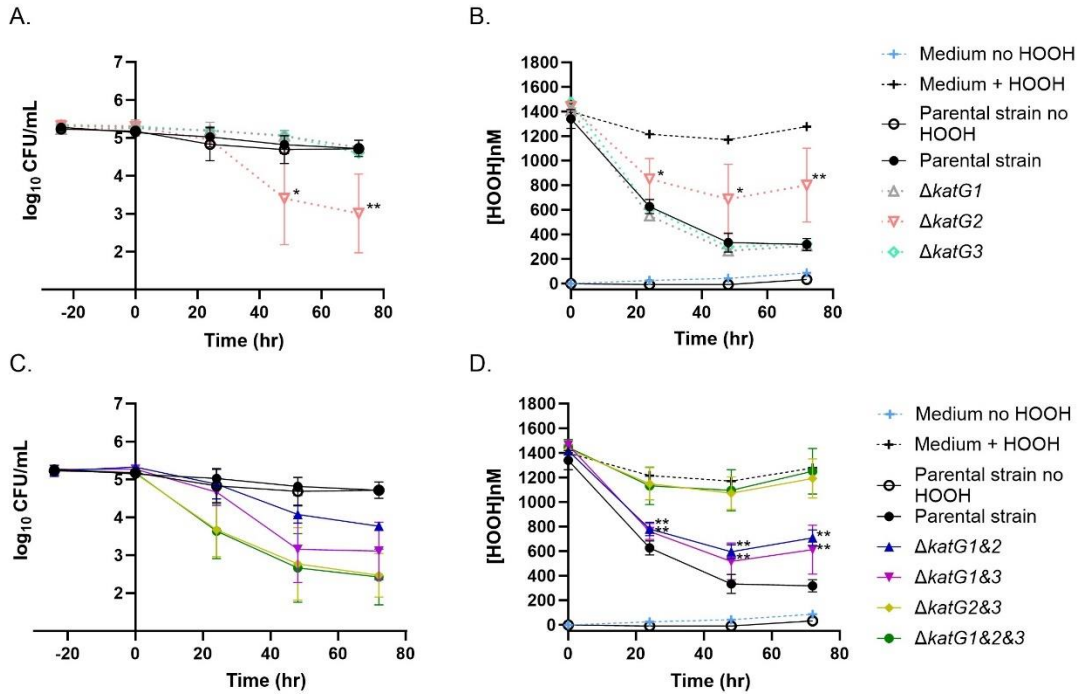 A.
7
6
5
4
3
2
log10 CFU/mL
*
**
-20 0 20 40 60 80
Time (hr)
B.
1800
1600
1400
1200
1000
800
600
400
200
0
[HOOH]nM
*
*
**
0 20 40 60 80
Time (hr)
Medium no HOOH
Medium + HOOH
Parental strain no
HOOH
Parental strain
ΔkatG1
ΔkatG2
ΔkatG3
C.
7
6
5
4
3
2
log10 CFU/mL
-20 0 20 40 60 80
Time (hr)
D.
1800
1600
1400
1200
1000
800
600
400
200
0
[HOOH]nM
**
**
**
**
**
**
0 20 40 60 80
Time (hr)
Medium no HOOH
Medium + HOOH
Parental strain no
HOOH
Parental strain
ΔkatG1&2
ΔkatG1&3
ΔkatG2&3
ΔkatG1&2&3